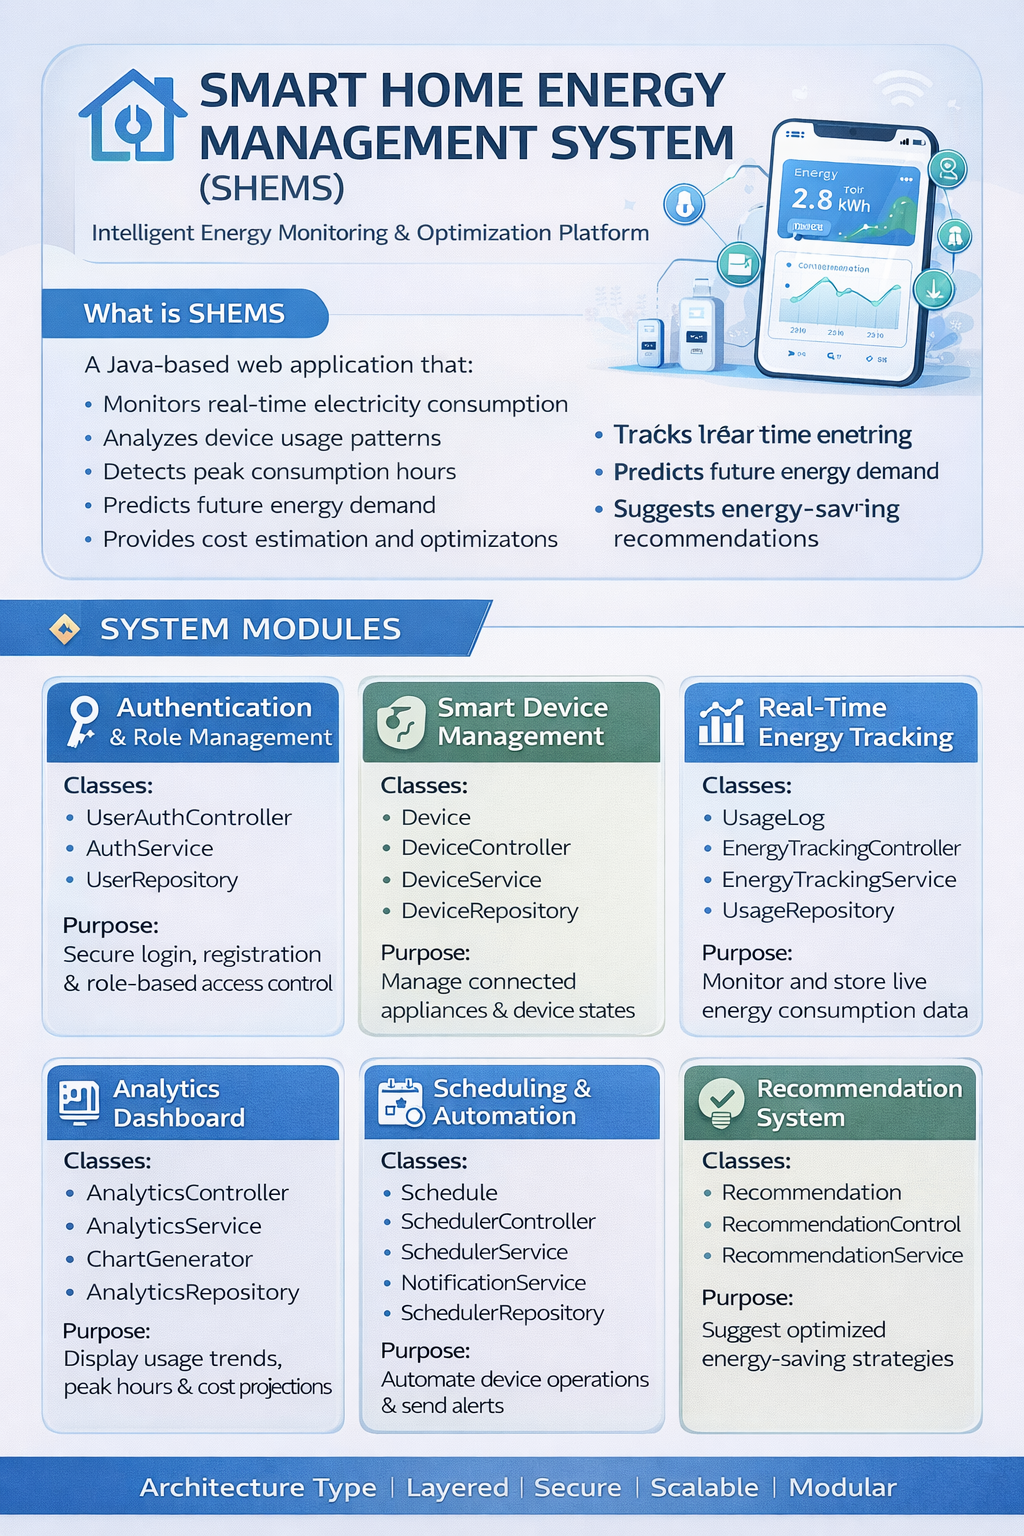 SMART HOME ENERGY
MANAGEMENT SYSTEM
(SHEMS)
Intelligent Energy Monitoring & Optimization Platform
Energy
2.8 kWh
What is SHEMS
A Java-based web application that:
• Monitors real-time electricity consumption
• Analyzes device usage patterns
• Detects peak consumption hours
• Predicts future energy demand
• Provides cost estimation and optimizatons
• Tracks time
• Predicts future energy demand
• Suggests
recommendations
SYSTEM MODULES
Authentication
& Role Management
Classes:
• UserAuthController
• AuthService
• UserRepository
Purpose:
Secure login, registration
& role-based access control
Smart Device
Management
Classes:
• Device
• DeviceController
• DeviceService
• DeviceRepository
Purpose:
Manage connected
appliances & device states
Real-Time
Energy Tracking
Classes:
• UsageLog
• EnergyTrackingController
• EnergyTrackingService
• UsageRepository
Purpose:
Monitor and store live
energy consumption data
Analytics
Dashboard
Classes:
• AnalyticsController
• AnalyticsService
• ChartGenerator
• AnalyticsRepository
Purpose:
Display usage trends,
peak hours & cost projections
Scheduling &
Automation
Classes:
• Schedule
• SchedulerController
• SchedulerService
• NotificationService
• SchedulerRepository
Purpose:
Automate device operations
& send alerts
Recommendation
System
Classes:
• Recommendation
• RecommendationControl
• RecommendationService
Purpose:
Suggest optimized
energy-saving strategies
Architecture Type | Layered | Secure | Scalable | Modular